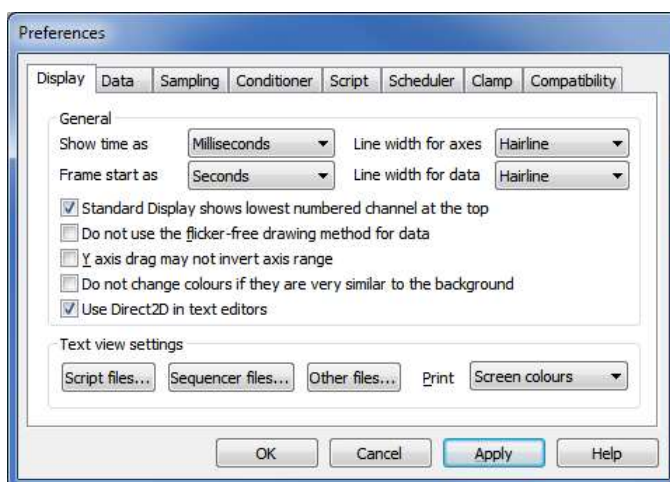 Preferences
Display Data Sampling Conditioner Script Scheduler Clamp Compatibility
General
Show time as Milliseconds Line width for axes Hairline
Frame start as Seconds Line width for data Hairline
Standard Display shows lowest numbered channel at the top
Do not use the flicker-free drawing method for data
Y axis drag may not invert axis range
Do not change colours if they are very similar to the background
Use Direct2D in text editors
Text view settings
Script files... Sequencer files... Other files... Print Screen colours
OK Cancel Apply Help